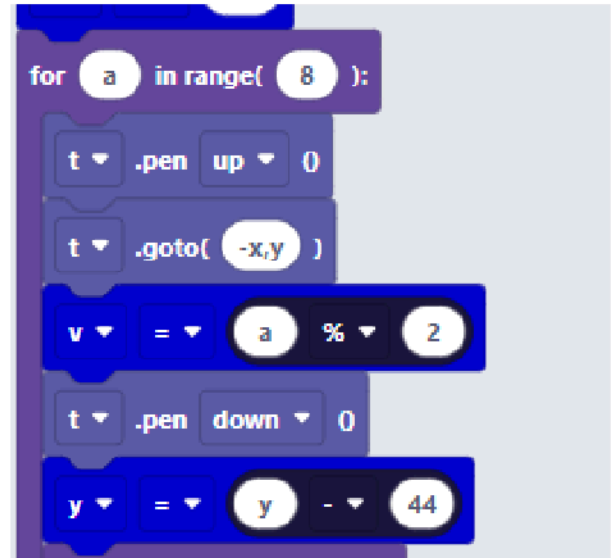 for a in range( 8 ):
t .pen up ()
t .goto( -x,y )
v = a % 2
t .pen down ()
y = y - 44